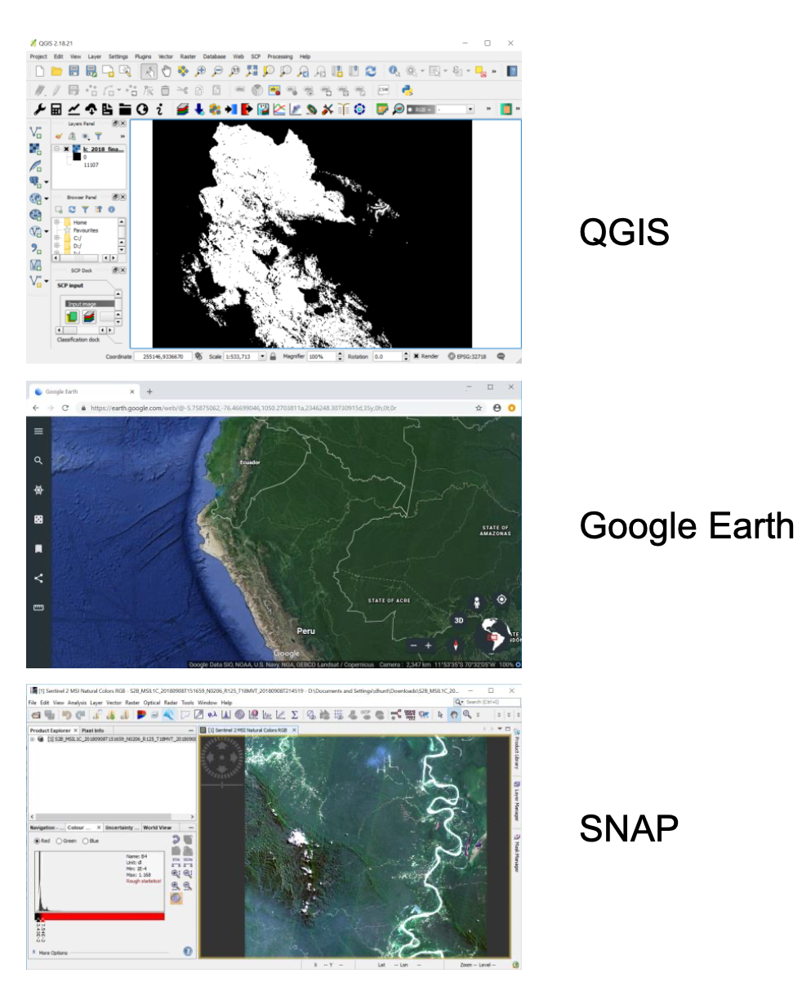 QGIS 2.18.21
Project Edit View Layer Settings Plugins Vector Raster Database Web SCP Processing Help
CSW
RGB =
-
Layers Panel
lc_2018_fina...
0
11107
Browser Panel
Home
Favourites
C:/
D:/
SCP Dock
SCP input
Input image
Classification dock
Coordinate 255146,9336670 Scale 1:533,713 Magnifier 100% Rotation 0.0 Render EPSG:32718
QGIS
Google Earth
https://earth.google.com/web/@-5.75875062,-76.46699046,1050.2703811a,2346248.30730915d,35y,0h,0t,0r
Ecuador
STATE OF
AMAZONAS
STATE OF ACRE
3D
Peru
Google
Google Data SIO, NOAA, U.S. Navy, NGA, GEBCO Landsat / Copernicus Camera : 2,347 km 11°53'35"S 70°32'05"W 100%
Google Earth
[1] Sentinel 2 MSI Natural Colors RGB - S2B_MSIL1C_20180908T151659_N0206_R125_T18MVT_20180908T214519 - D:\Documents and Settings\jdhunt\Downloads\S2B_MSIL1C_20...
File Edit View Analysis Layer Vector Raster Optical Radar Tools Window Help
Search (Ctrl+I)
Product Explorer Pixel Info
[1] Sentinel 2 MSI Natural Colors RGB
[1] S2B_MSIL1C_20180908T151659_N0206_R125_T18MVT_20180908
Product Library
Layer Manager
Mask Manager
Navigation - ... Colour ... Uncertainty ... World View
Red Green Blue
Name: B4
Unit: dl
Min: 1E-4
Max: 1.168
Rough statistics!
95%
100%
More Options
X -- Y -- Lat -- Lon -- Zoom -- Level --
SNAP